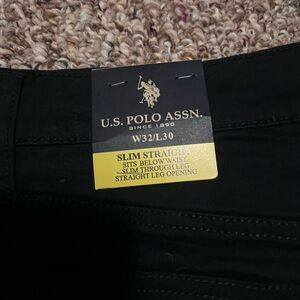 U.S. POLO ASSN.
SINCE 1890
W32/L30
SLIM STRAIGHT
SITS BELOW WAIST
SLIM THROUGH LEG
STRAIGHT LEG OPENING